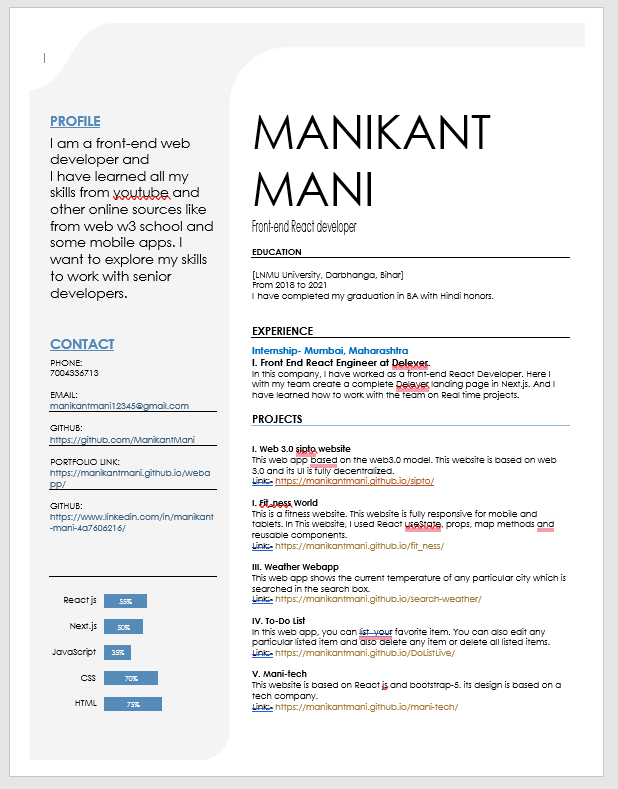 PROFILE
I am a front-end web
developer and
I have learned all my
skills from youtube and
other online sources like
from web w3 school and
some mobile apps. I
want to explore my skills
to work with senior
developers.
CONTACT
PHONE:
7004336713
EMAIL:
manikantmani12345@gmail.com
GITHUB:
https://github.com/ManikantMani
PORTFOLIO LINK:
https://manikantmani.github.io/weba
pp/
GITHUB:
https://www.linkedin.com/in/manikant
-mani-4a7606216/
React js 55%
Next.js 50%
JavaScript 35%
CSS 70%
HTML 75%
MANIKANT
MANI
Front-end React developer
EDUCATION
[LNMU University, Darbhanga, Bihar]
From 2018 to 2021
I have completed my graduation in BA with Hindi honors.
EXPERIENCE
Internship- Mumbai, Maharashtra
I. Front End React Engineer at Delever.
In this company, I have worked as a front-end React Developer. Here I
with my team create a complete Delever landing page in Next.js. And I
have learned how to work with the team on Real time projects.
PROJECTS
I. Web 3.0 sipto website
This web app based on the web3.0 model. This website is based on web
3.0 and its UI is fully decentralized.
Link:- https://manikantmani.github.io/sipto/
I. Fit_ness World
This is a fitness website. This website is fully responsive for mobile and
tablets. In This website, I used React useState, props, map methods and
reusable components.
Link:- https://manikantmani.github.io/fit_ness/
III. Weather Webapp
This web app shows the current temperature of any particular city which is
searched in the search box.
Link:- https://manikantmani.github.io/search-weather/
IV. To-Do List
In this web app, you can list your favorite item. You can also edit any
particular listed item and also delete any item or delete all listed items.
Link:- https://manikantmani.github.io/DoListLive/
V. Mani-tech
This website is based on React js and bootstrap-5. its design is based on a
tech company.
Link:- https://manikantmani.github.io/mani-tech/